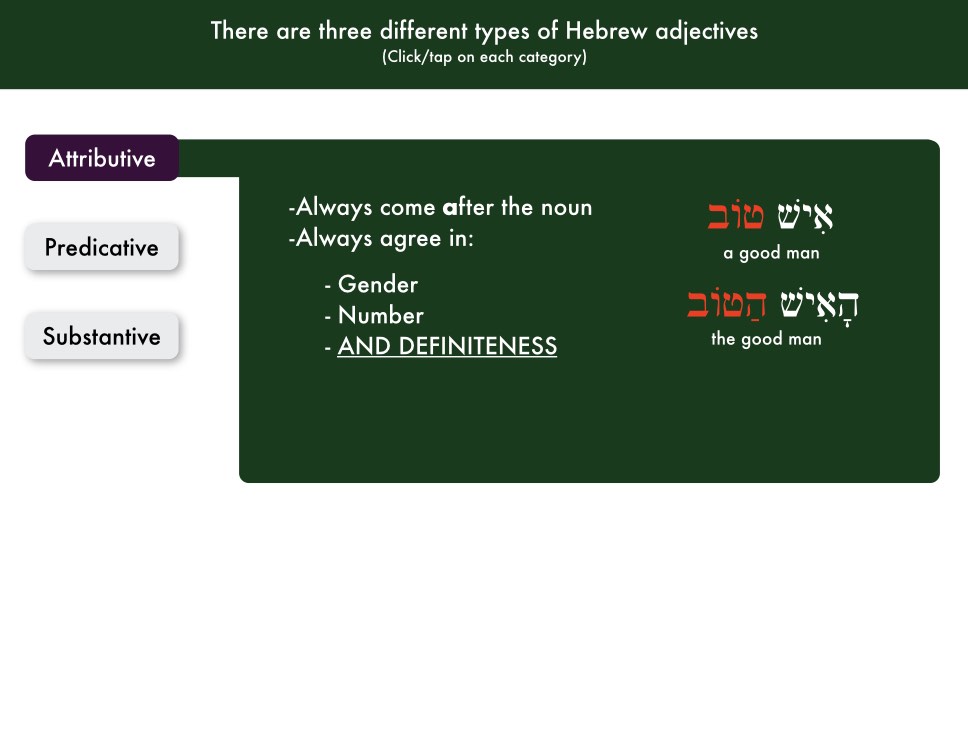 There are three different types of Hebrew adjectives
(Click/tap on each category)
Attributive
Predicative
Substantive
-Always come after the noun
-Always agree in:
- Gender
- Number
- AND DEFINITENESS
אִישׁ טוֹב
a good man
הָאִישׁ הַטוֹב
the good man